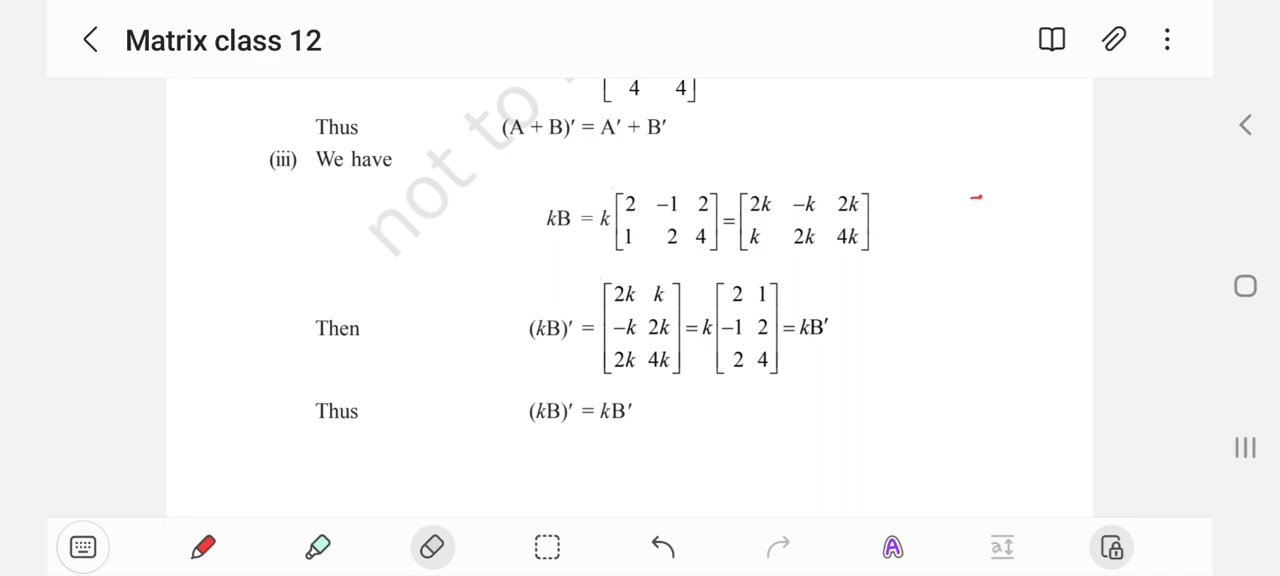 Matrix class 12
4 4
Thus (A + B)′ = A′ + B′
(iii) We have
kB = k [2 −1 2 = [2k −k 2k
1 2 4] k 2k 4k]
Then (kB)′ = [2k k
−k 2k
2k 4k] = k [2 1
−1 2
2 4] = kB′
Thus (kB)′ = kB′
not to
A a